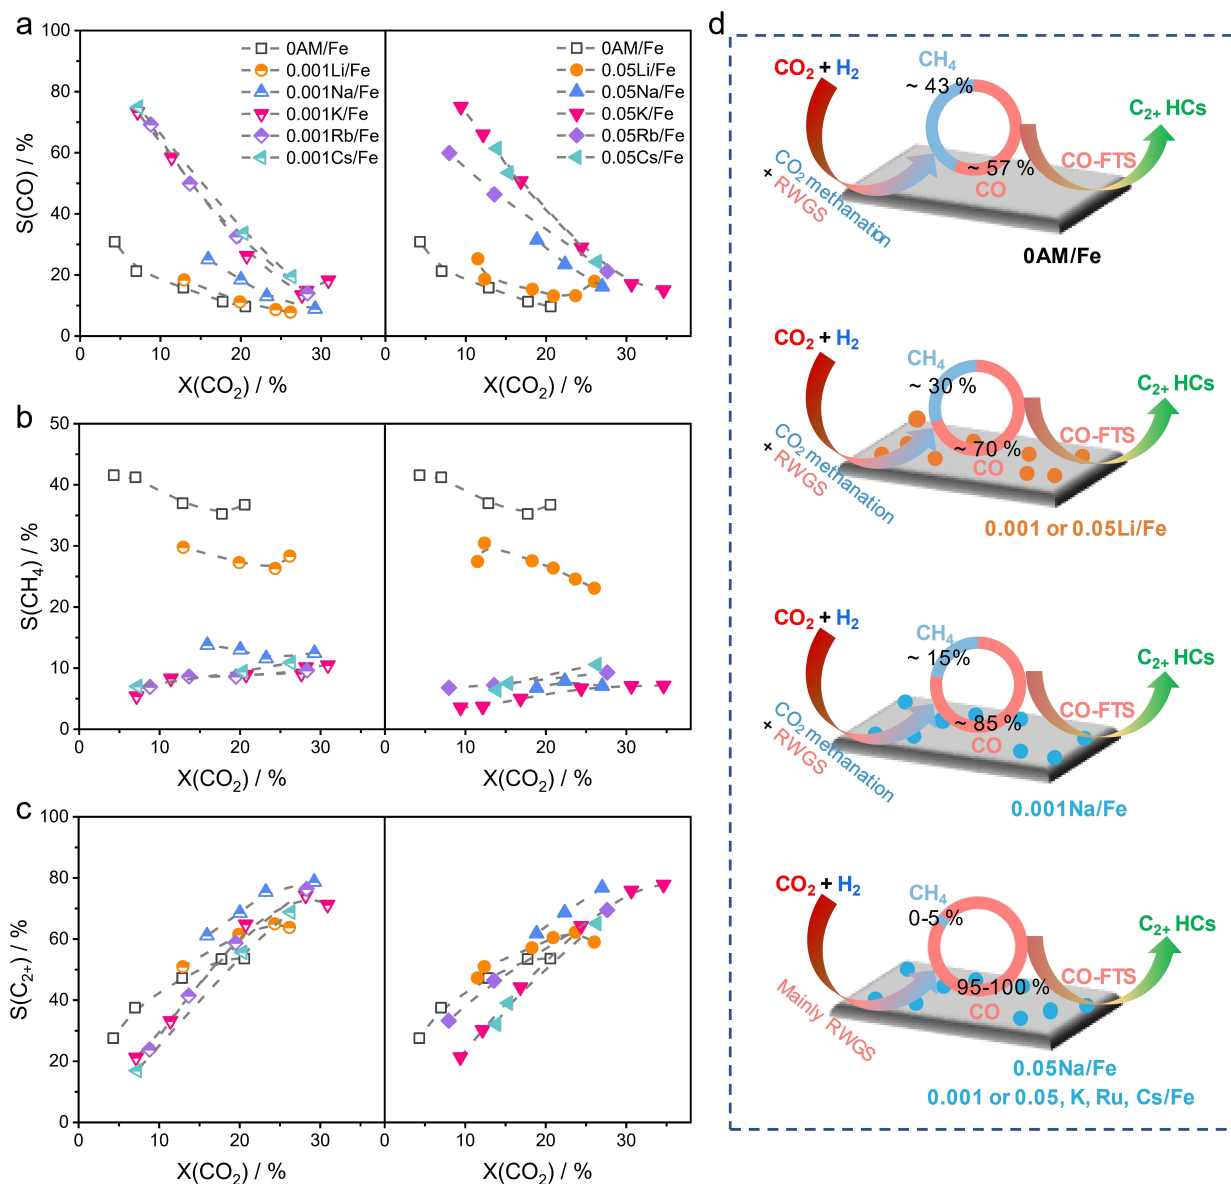 a
S(CO) / %
100
80
60
40
20
0
0AM/Fe
0.001Li/Fe
0.001Na/Fe
0.001K/Fe
0.001Rb/Fe
0.001Cs/Fe
0AM/Fe
0.05Li/Fe
0.05Na/Fe
0.05K/Fe
0.05Rb/Fe
0.05Cs/Fe
0 10 20 30 0 10 20 30
X(CO2) / % X(CO2) / %
b
S(CH4) / %
50
40
30
20
10
0
0 10 20 30 0 10 20 30
X(CO2) / % X(CO2) / %
c
S(C2+) / %
100
80
60
40
20
0
0 10 20 30 0 10 20 30
X(CO2) / % X(CO2) / %
d
CO2 + H2
CH4
~ 43 %
C2+ HCs
CO-FTS
~ 57 %
CO
CO2 methanation
+ RWGS
0AM/Fe
CO2 + H2
CH4
~ 30 %
C2+ HCs
CO-FTS
~ 70 %
CO
CO2 methanation
+ RWGS
0.001 or 0.05Li/Fe
CO2 + H2
CH4
~ 15%
C2+ HCs
CO-FTS
~ 85 %
CO
CO2 methanation
+ RWGS
0.001Na/Fe
CO2 + H2
CH4
0-5 %
C2+ HCs
CO-FTS
95-100 %
CO
Mainly RWGS
0.05Na/Fe
0.001 or 0.05, K, Ru, Cs/Fe